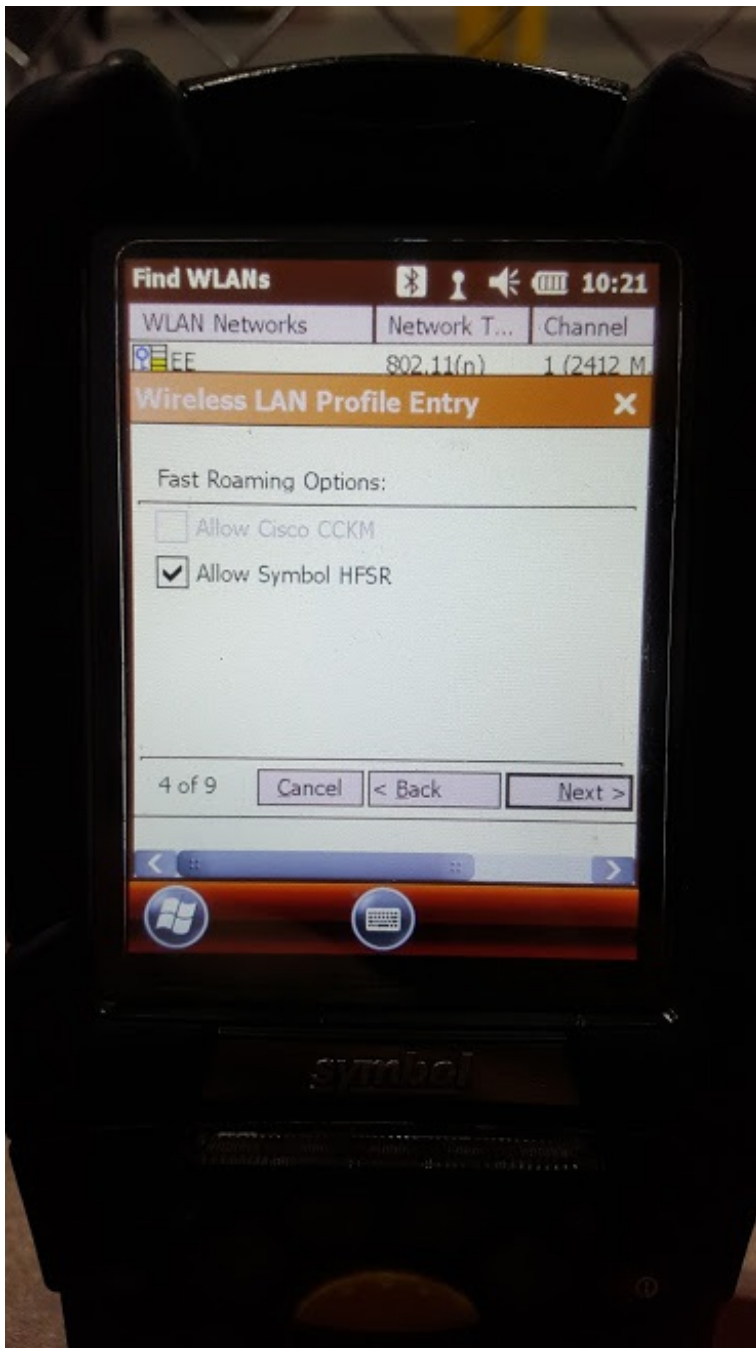 Find WLANs 10:21
WLAN Networks Network T... Channel
EE 802.11(n) 1 (2412 M.
Wireless LAN Profile Entry
Fast Roaming Options:
Allow Cisco CCKM
Allow Symbol HFSR
4 of 9 Cancel < Back Next >
symbol